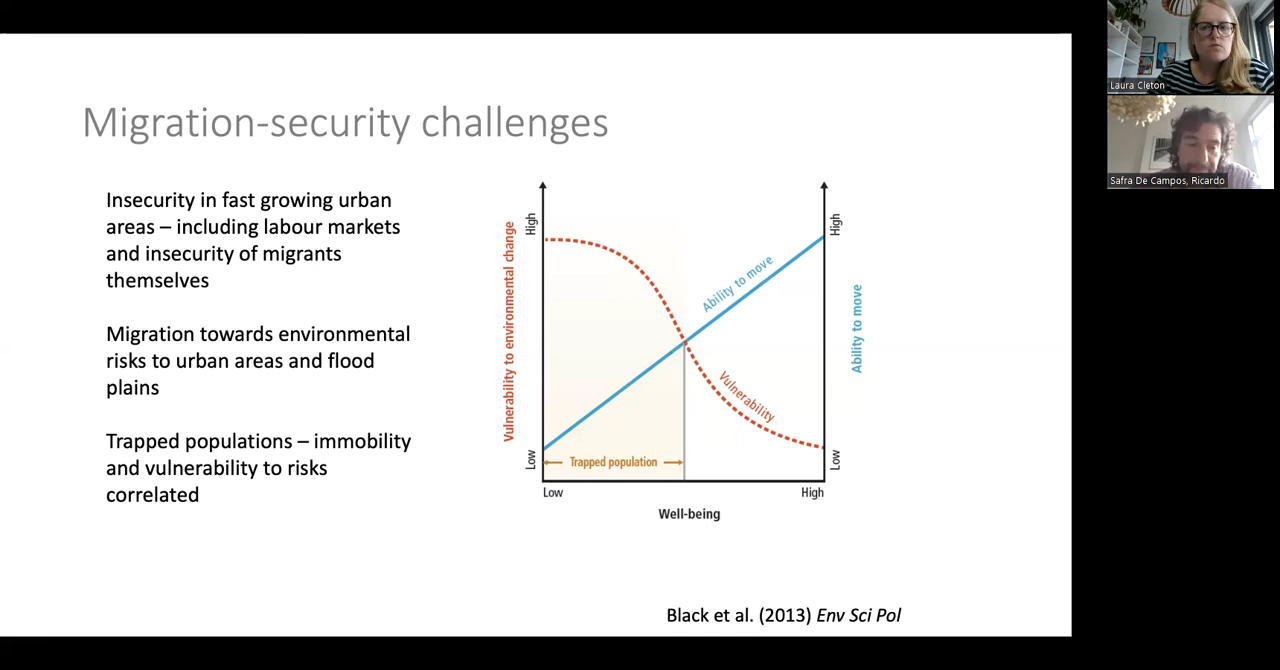 Migration-security challenges
Insecurity in fast growing urban
areas – including labour markets
and insecurity of migrants
themselves
Migration towards environmental
risks to urban areas and flood
plains
Trapped populations – immobility
and vulnerability to risks
correlated
Vulnerability to environmental change
High
Low
Ability to move
Vulnerability
Trapped population
High
Low
Ability to move
Low
High
Well-being
Black et al. (2013) Env Sci Pol
Laura Cleton
Safra De Campos, Ricardo